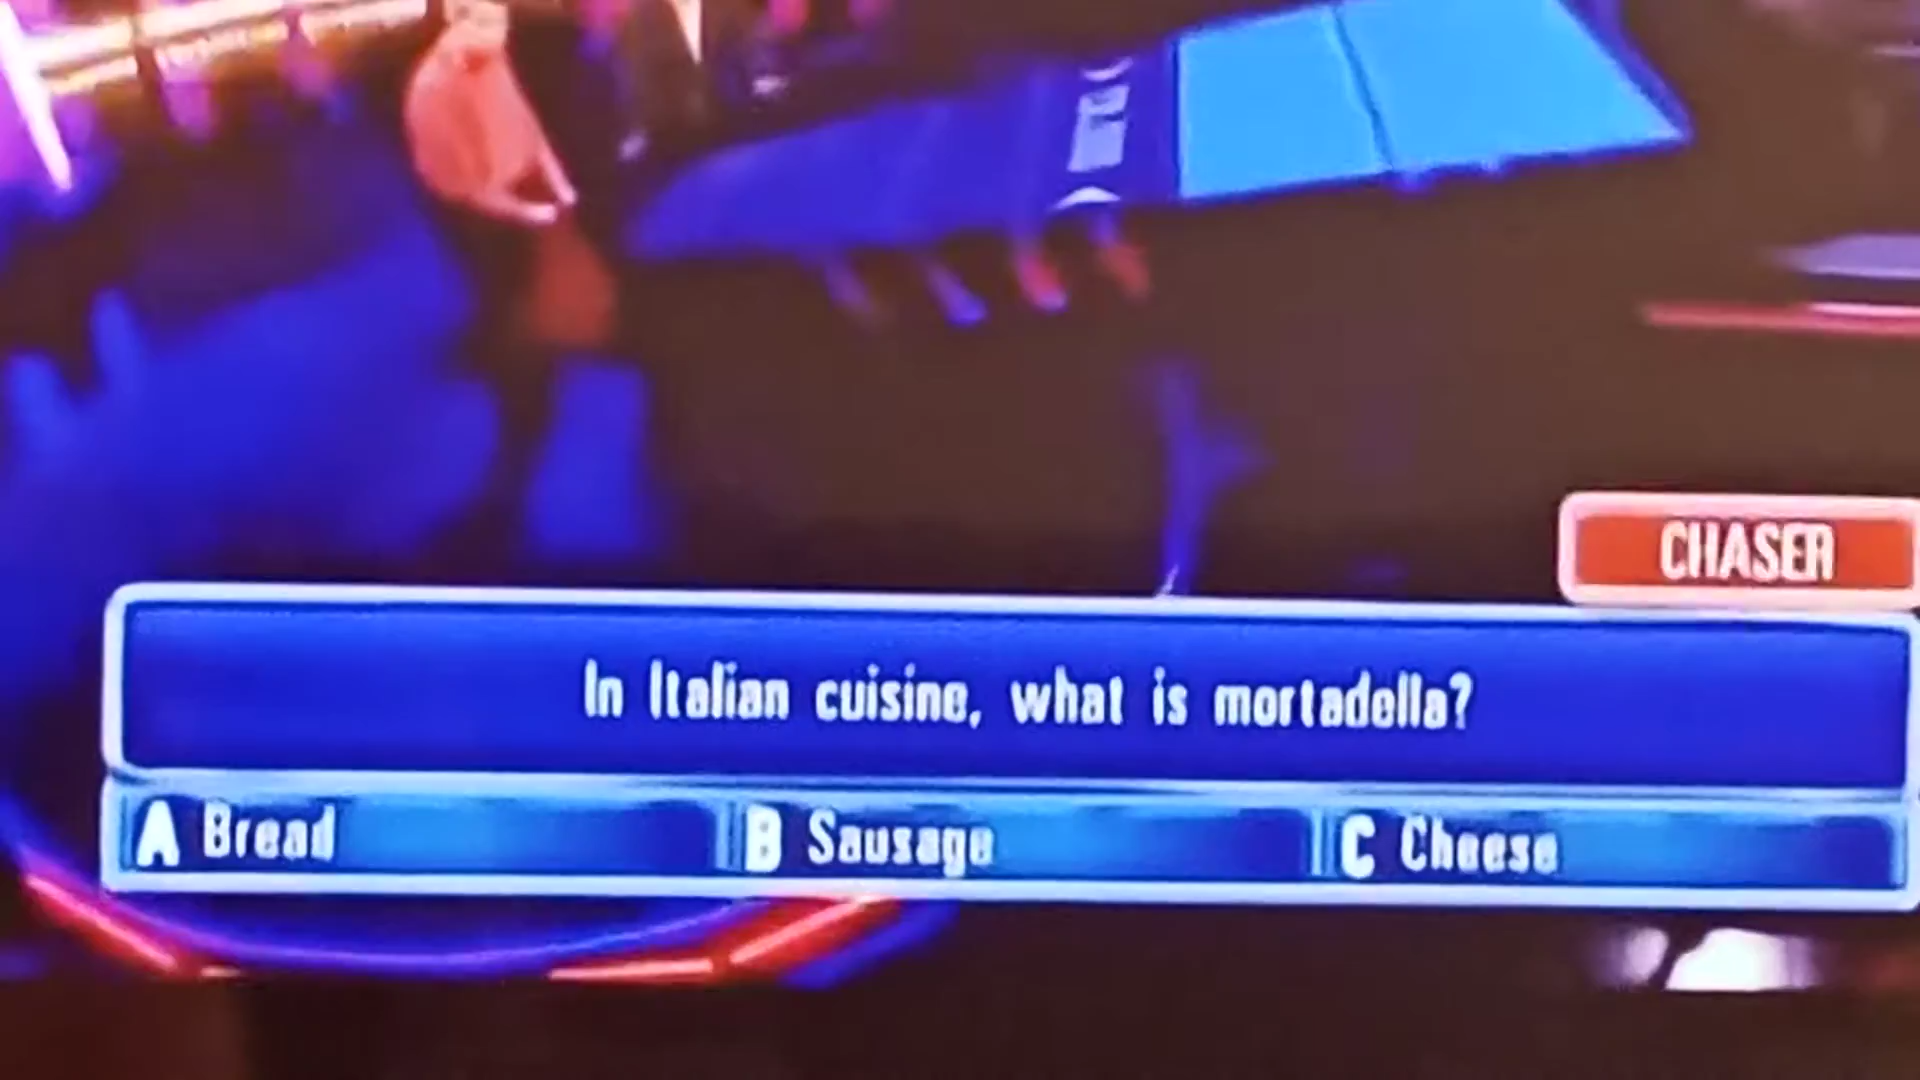 CHASER
In Italian cuisine, what is mortadella?
A Bread
B Sausage
C Cheese